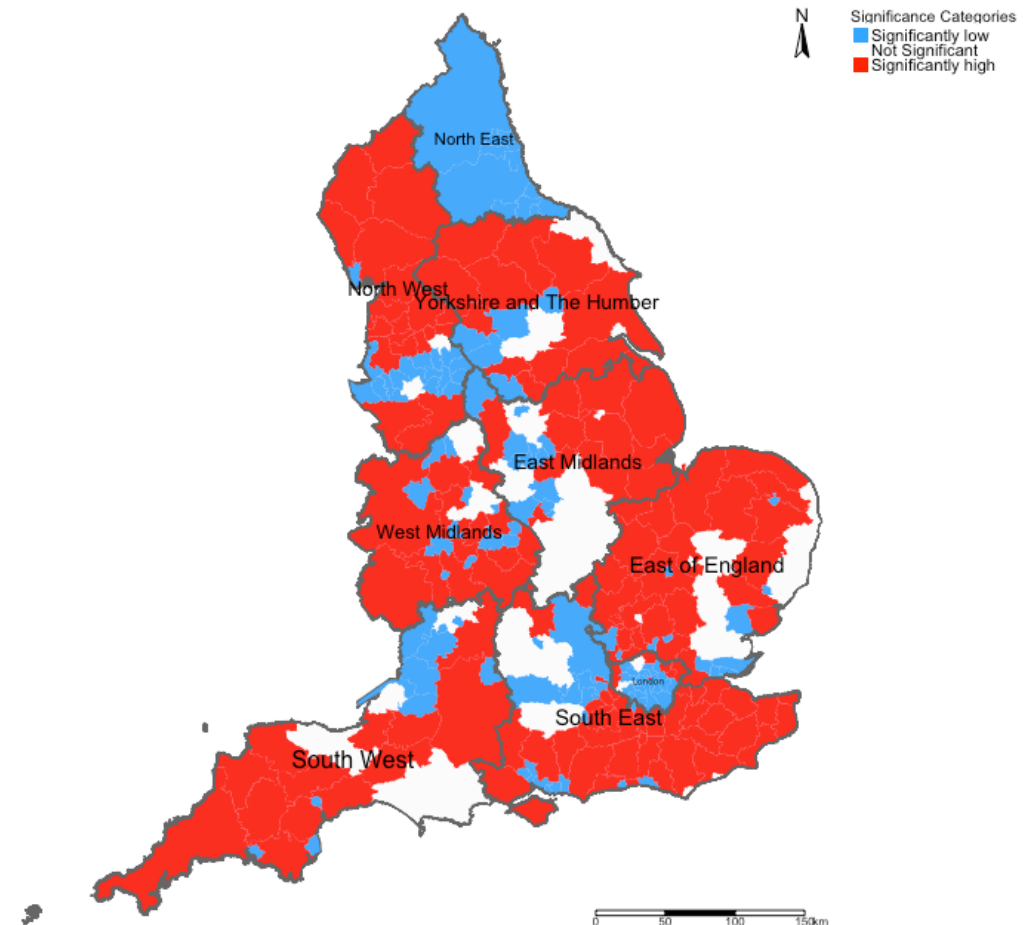 N
Significance Categories
Significantly low
Not Significant
Significantly high
North East
North West
Yorkshire and The Humber
East Midlands
West Midlands
East of England
London
South East
South West
0 50 100 150km